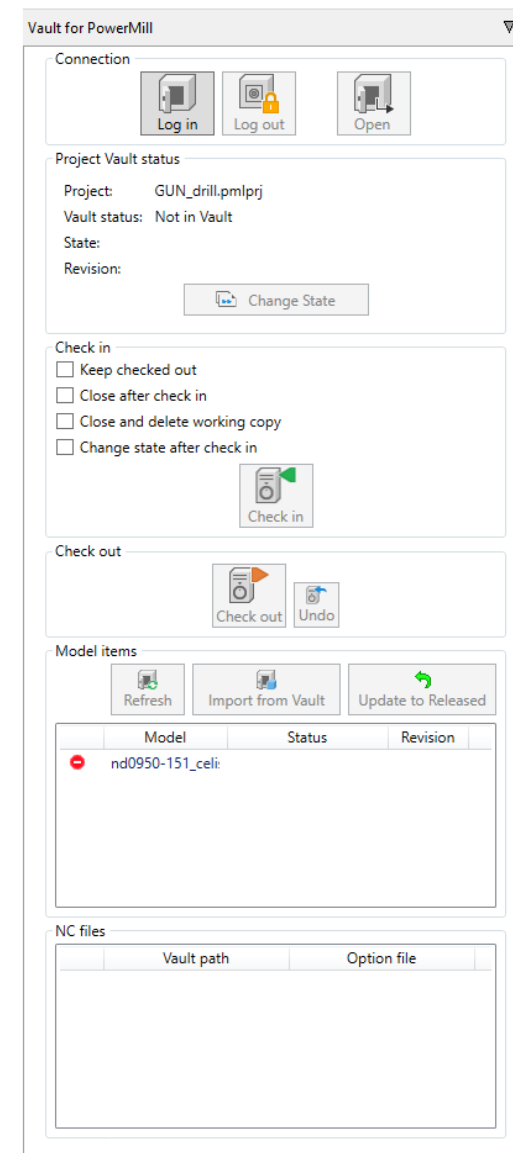 Vault for PowerMill
Connection
Log in Log out Open
Project Vault status
Project: GUN_drill.pmlprj
Vault status: Not in Vault
State:
Revision:
Change State
Check in
Keep checked out
Close after check in
Close and delete working copy
Change state after check in
Check in
Check out
Check out Undo
Model items
Refresh Import from Vault Update to Released
Model Status Revision
nd0950-151_celi
NC files
Vault path Option file